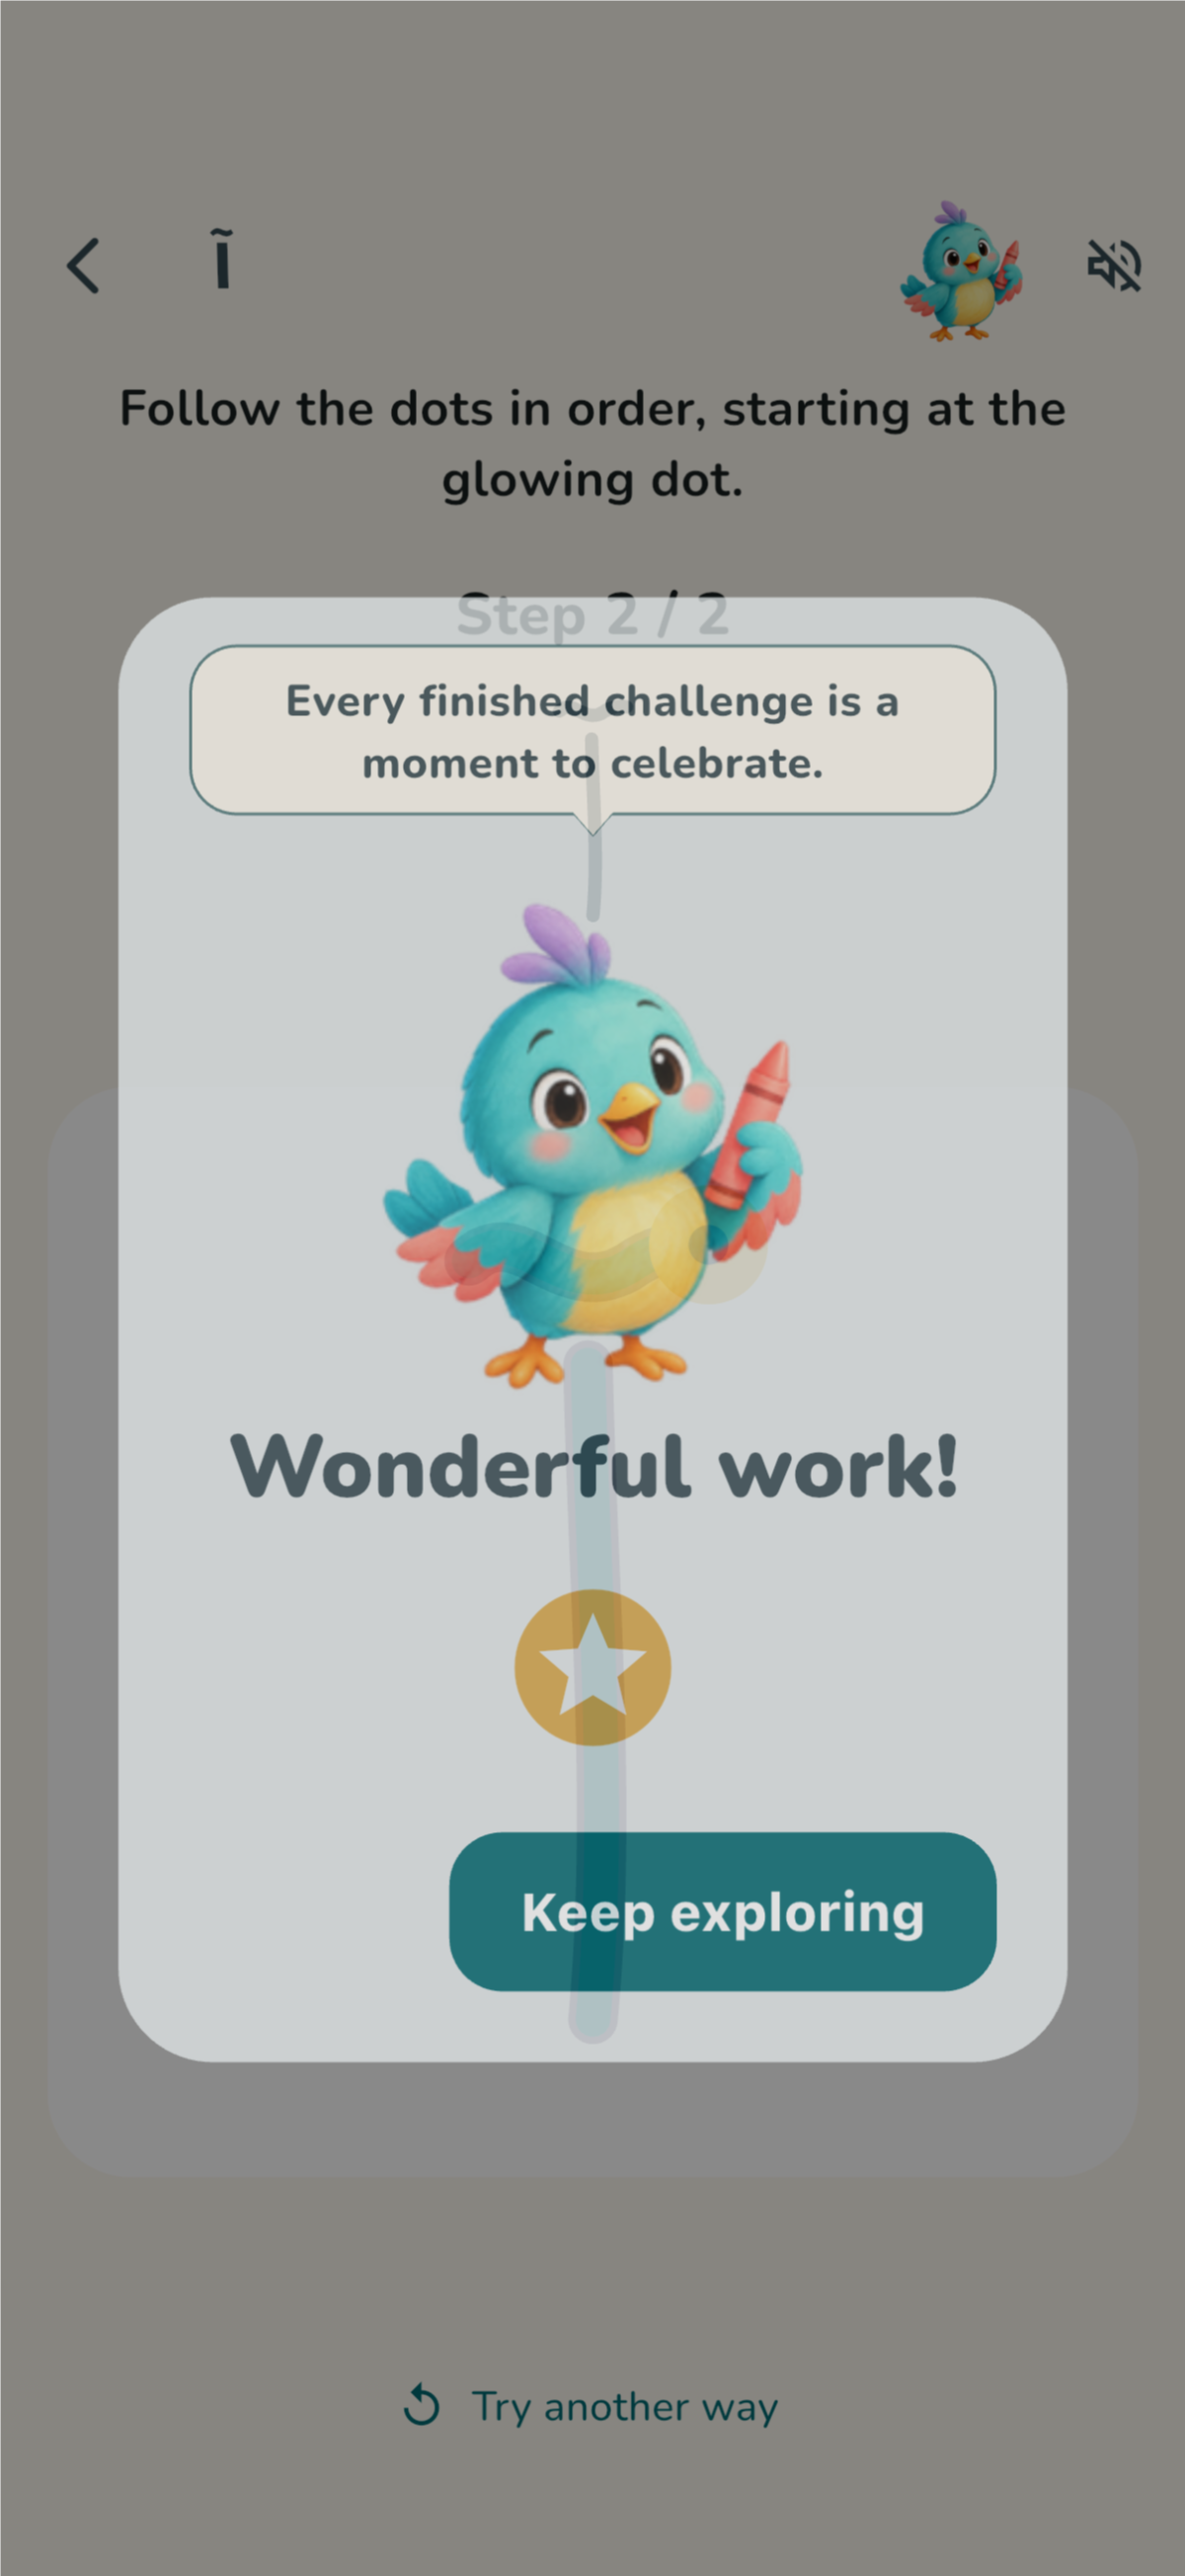 Ĩ
Follow the dots in order, starting at the
glowing dot.
Step 2 / 2
Every finished challenge is a
moment to celebrate.
Wonderful work!
Keep exploring
Try another way